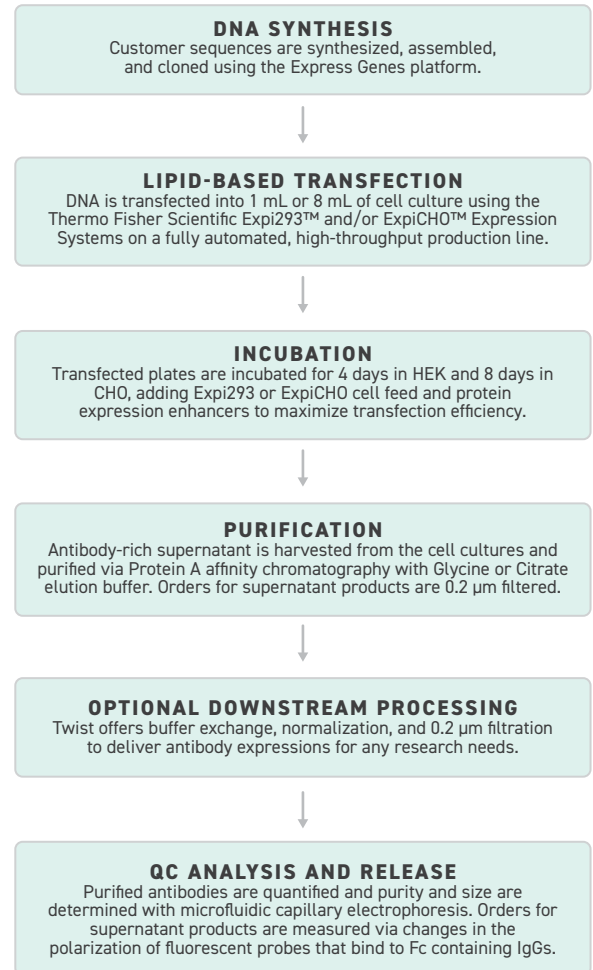 DNA SYNTHESIS
Customer sequences are synthesized, assembled,
and cloned using the Express Genes platform.
LIPID-BASED TRANSFECTION
DNA is transfected into 1 mL or 8 mL of cell culture using the
Thermo Fisher Scientific Expi293™ and/or ExpiCHO™ Expression
Systems on a fully automated, high-throughput production line.
INCUBATION
Transfected plates are incubated for 4 days in HEK and 8 days in
CHO, adding Expi293 or ExpiCHO cell feed and protein
expression enhancers to maximize transfection efficiency.
PURIFICATION
Antibody-rich supernatant is harvested from the cell cultures and
purified via Protein A affinity chromatography with Glycine or Citrate
elution buffer. Orders for supernatant products are 0.2 µm filtered.
OPTIONAL DOWNSTREAM PROCESSING
Twist offers buffer exchange, normalization, and 0.2 µm filtration
to deliver antibody expressions for any research needs.
QC ANALYSIS AND RELEASE
Purified antibodies are quantified and purity and size are
determined with microfluidic capillary electrophoresis. Orders for
supernatant products are measured via changes in the
polarization of fluorescent probes that bind to Fc containing IgGs.